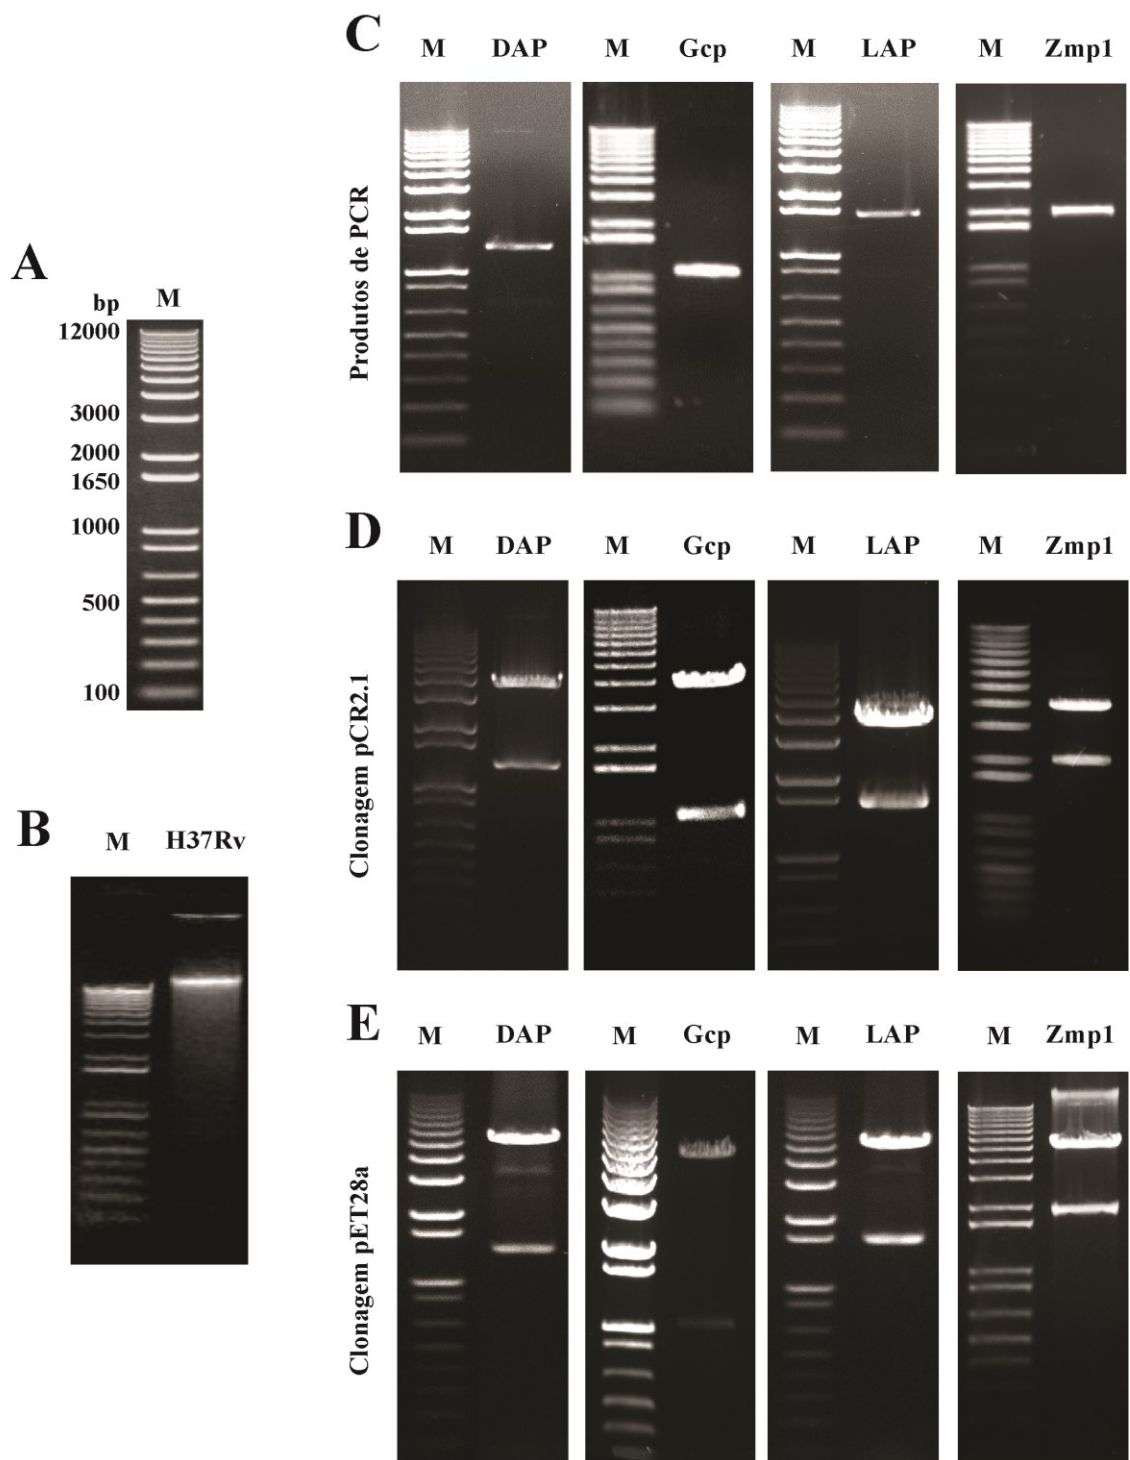 A
bp M
12000
3000
2000
1650
1000
500
100
B
M H37Rv
C
M DAP M Gcp M LAP M Zmp1
Produtos de PCR
D
M DAP M Gcp M LAP M Zmp1
Clonagem pCR2.1
E
M DAP M Gcp M LAP M Zmp1
Clonagem pET28a